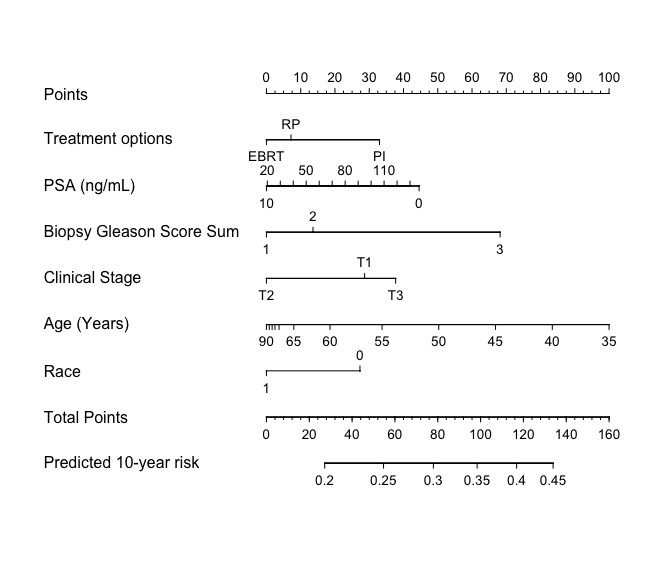 0 10 20 30 40 50 60 70 80 90 100
Points
RP
Treatment options
EBRT PI
20 50 80 110
PSA (ng/mL)
10 0
2
Biopsy Gleason Score Sum
1 3
T1
Clinical Stage
T2 T3
Age (Years)
90 65 60 55 50 45 40 35
0
Race
1
Total Points
0 20 40 60 80 100 120 140 160
Predicted 10-year risk
0.2 0.25 0.3 0.35 0.4 0.45